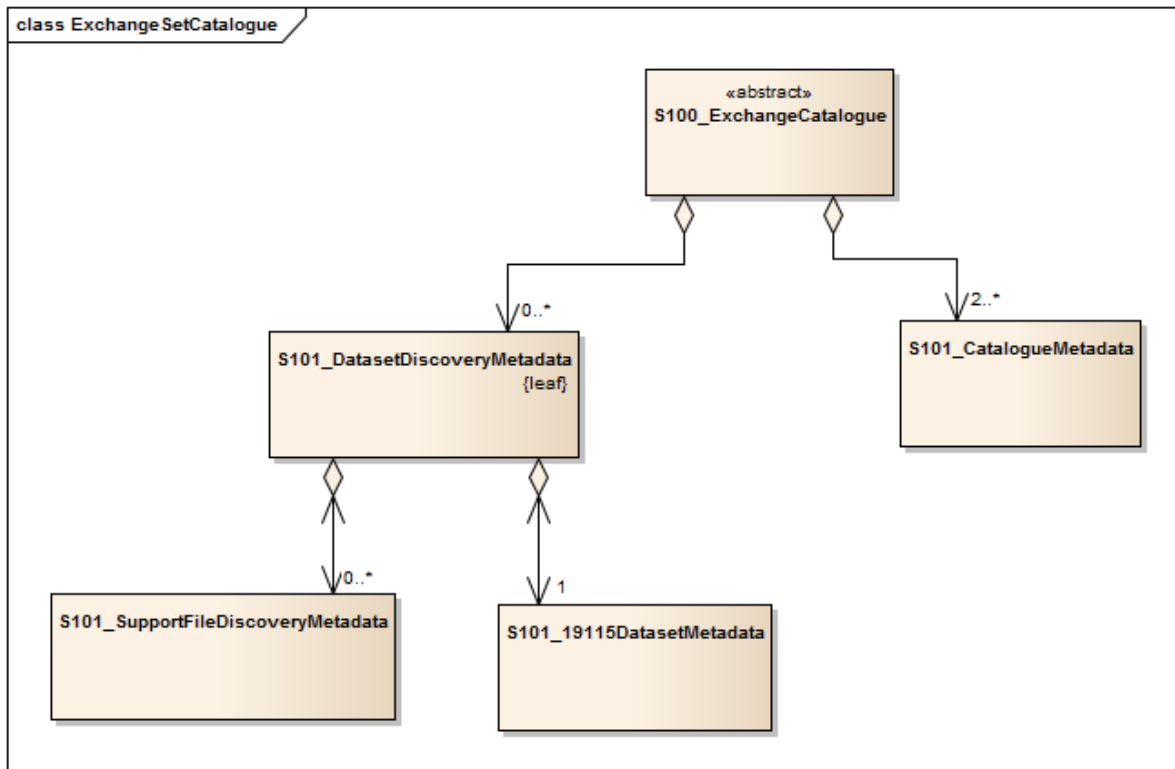 class ExchangeSetCatalogue
«abstract»
S100_ExchangeCatalogue
0..*
2..*
S101_DatasetDiscoveryMetadata
{leaf}
S101_CatalogueMetadata
0..*
1
S101_SupportFileDiscoveryMetadata
S101_19115DatasetMetadata